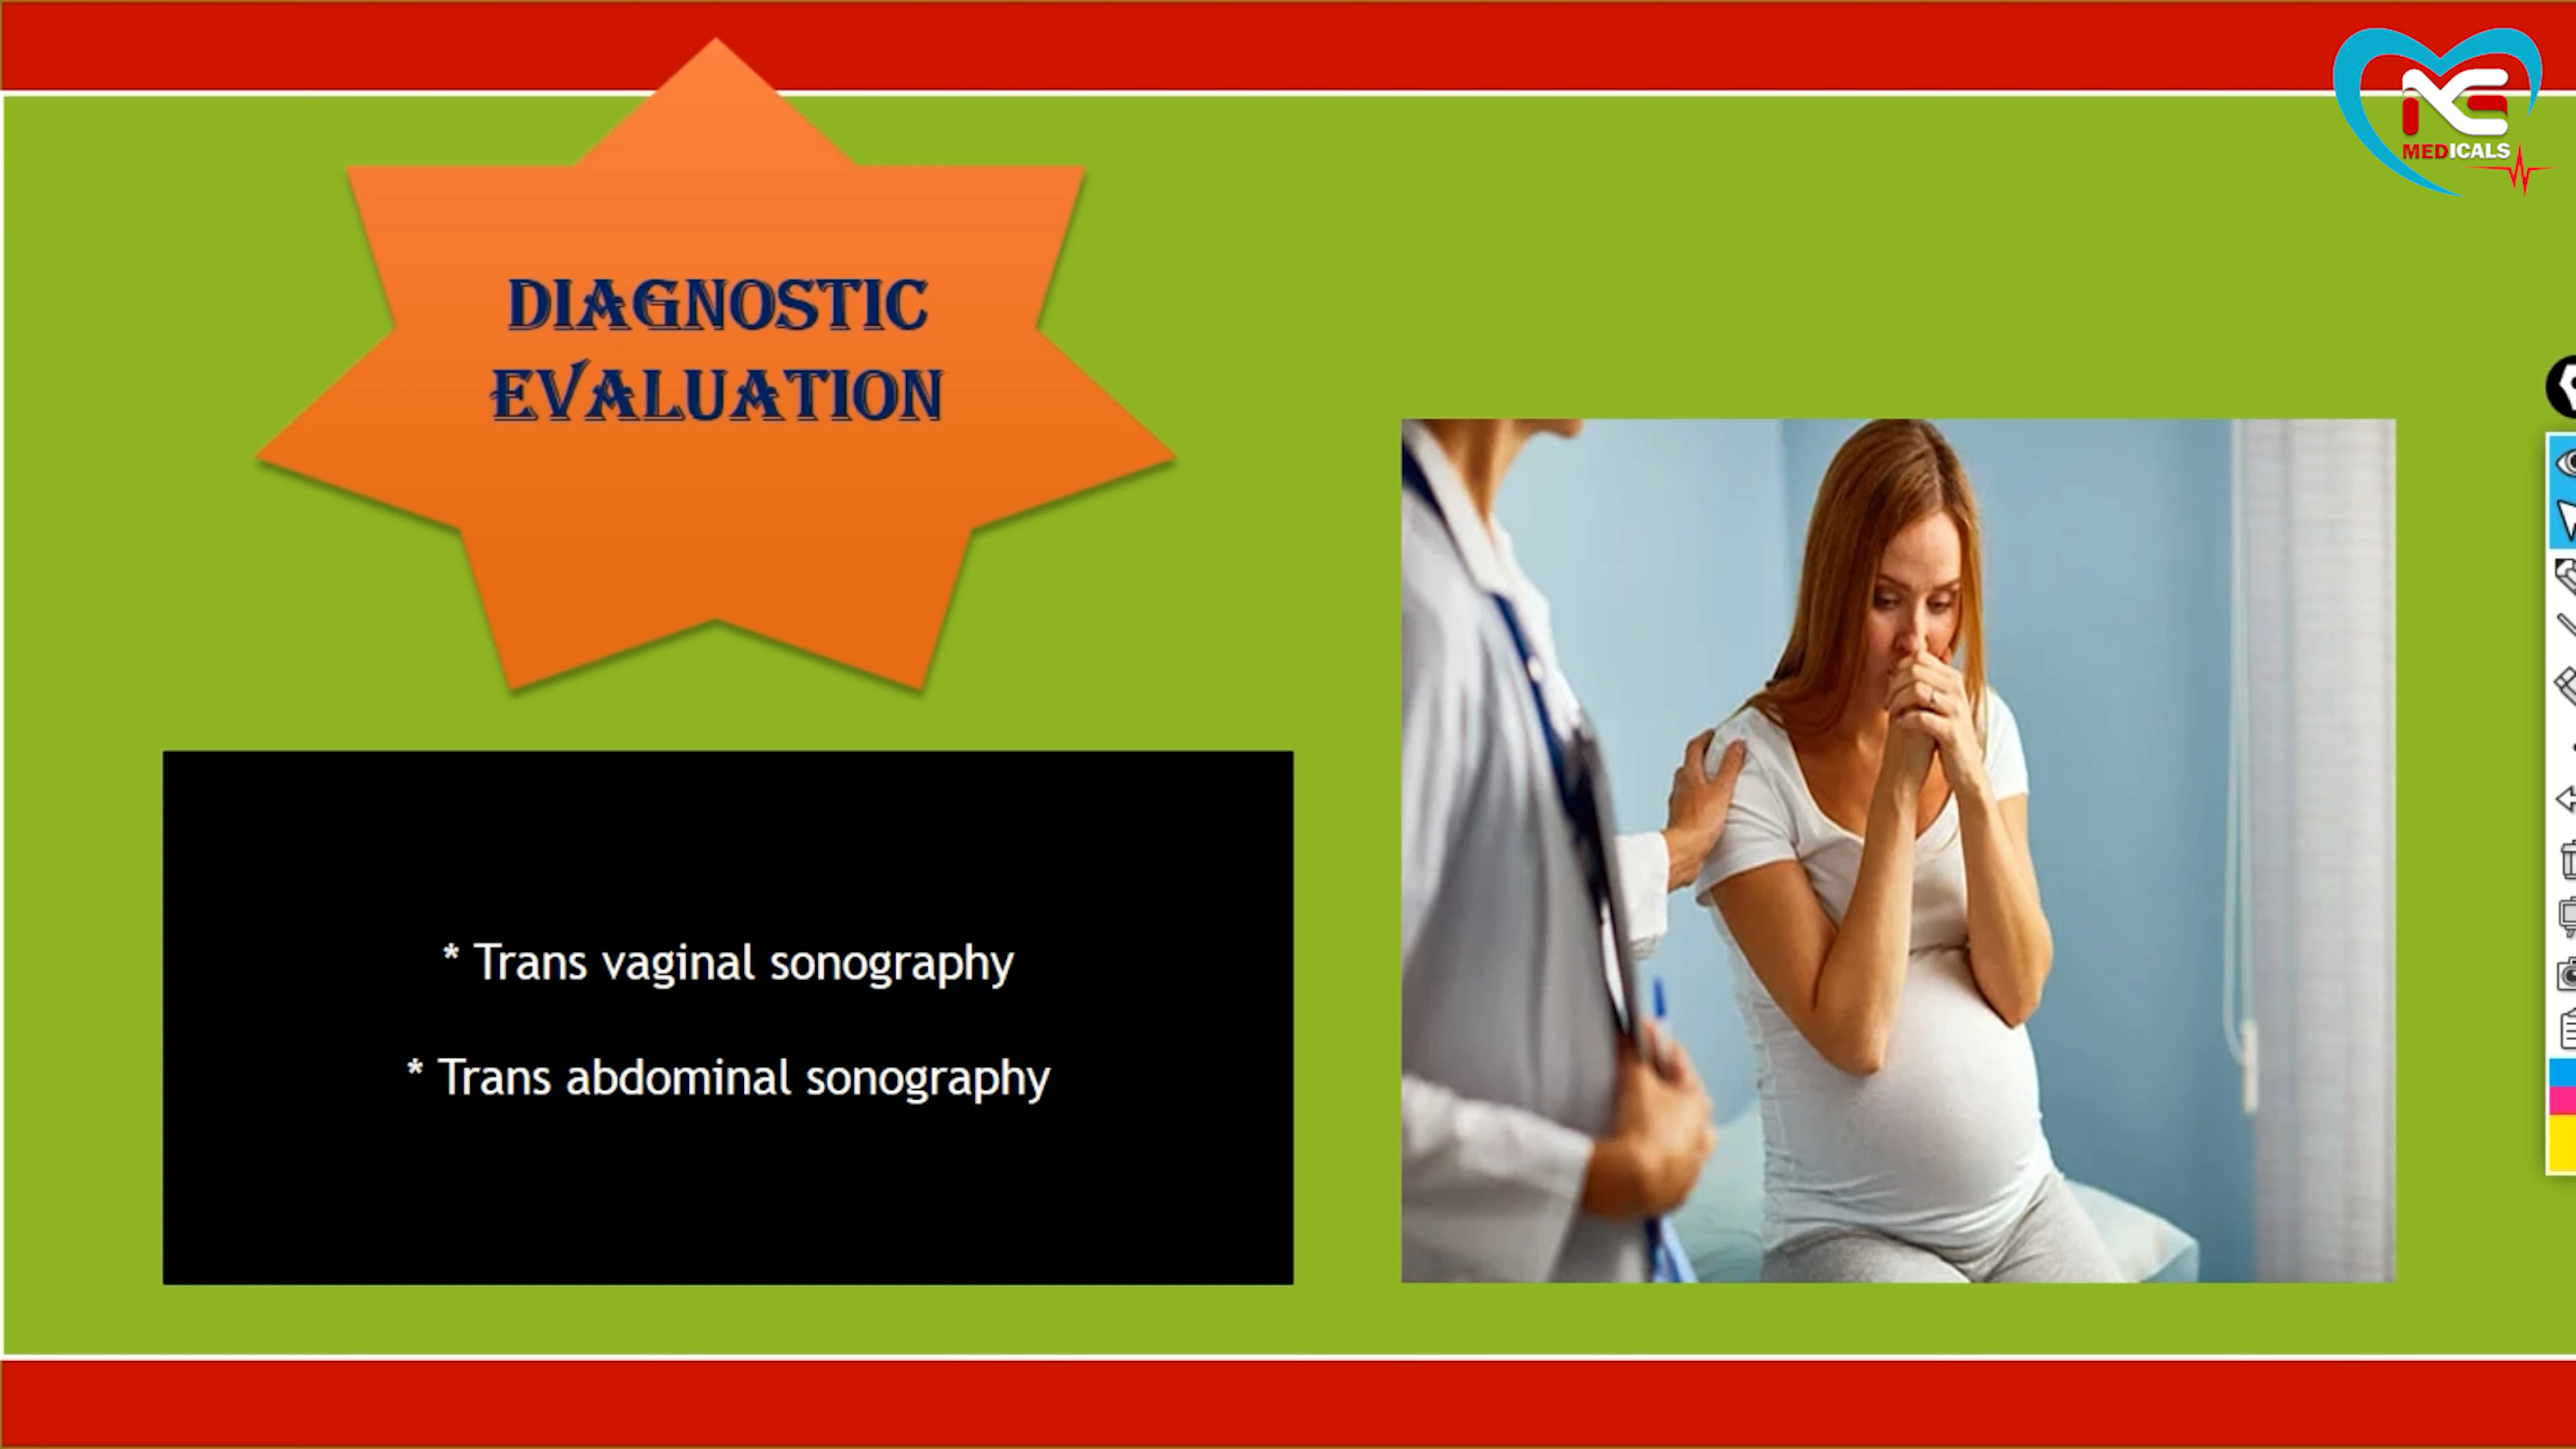 DIAGNOSTIC
EVALUATION
* Trans vaginal sonography
* Trans abdominal sonography
MEDICALS